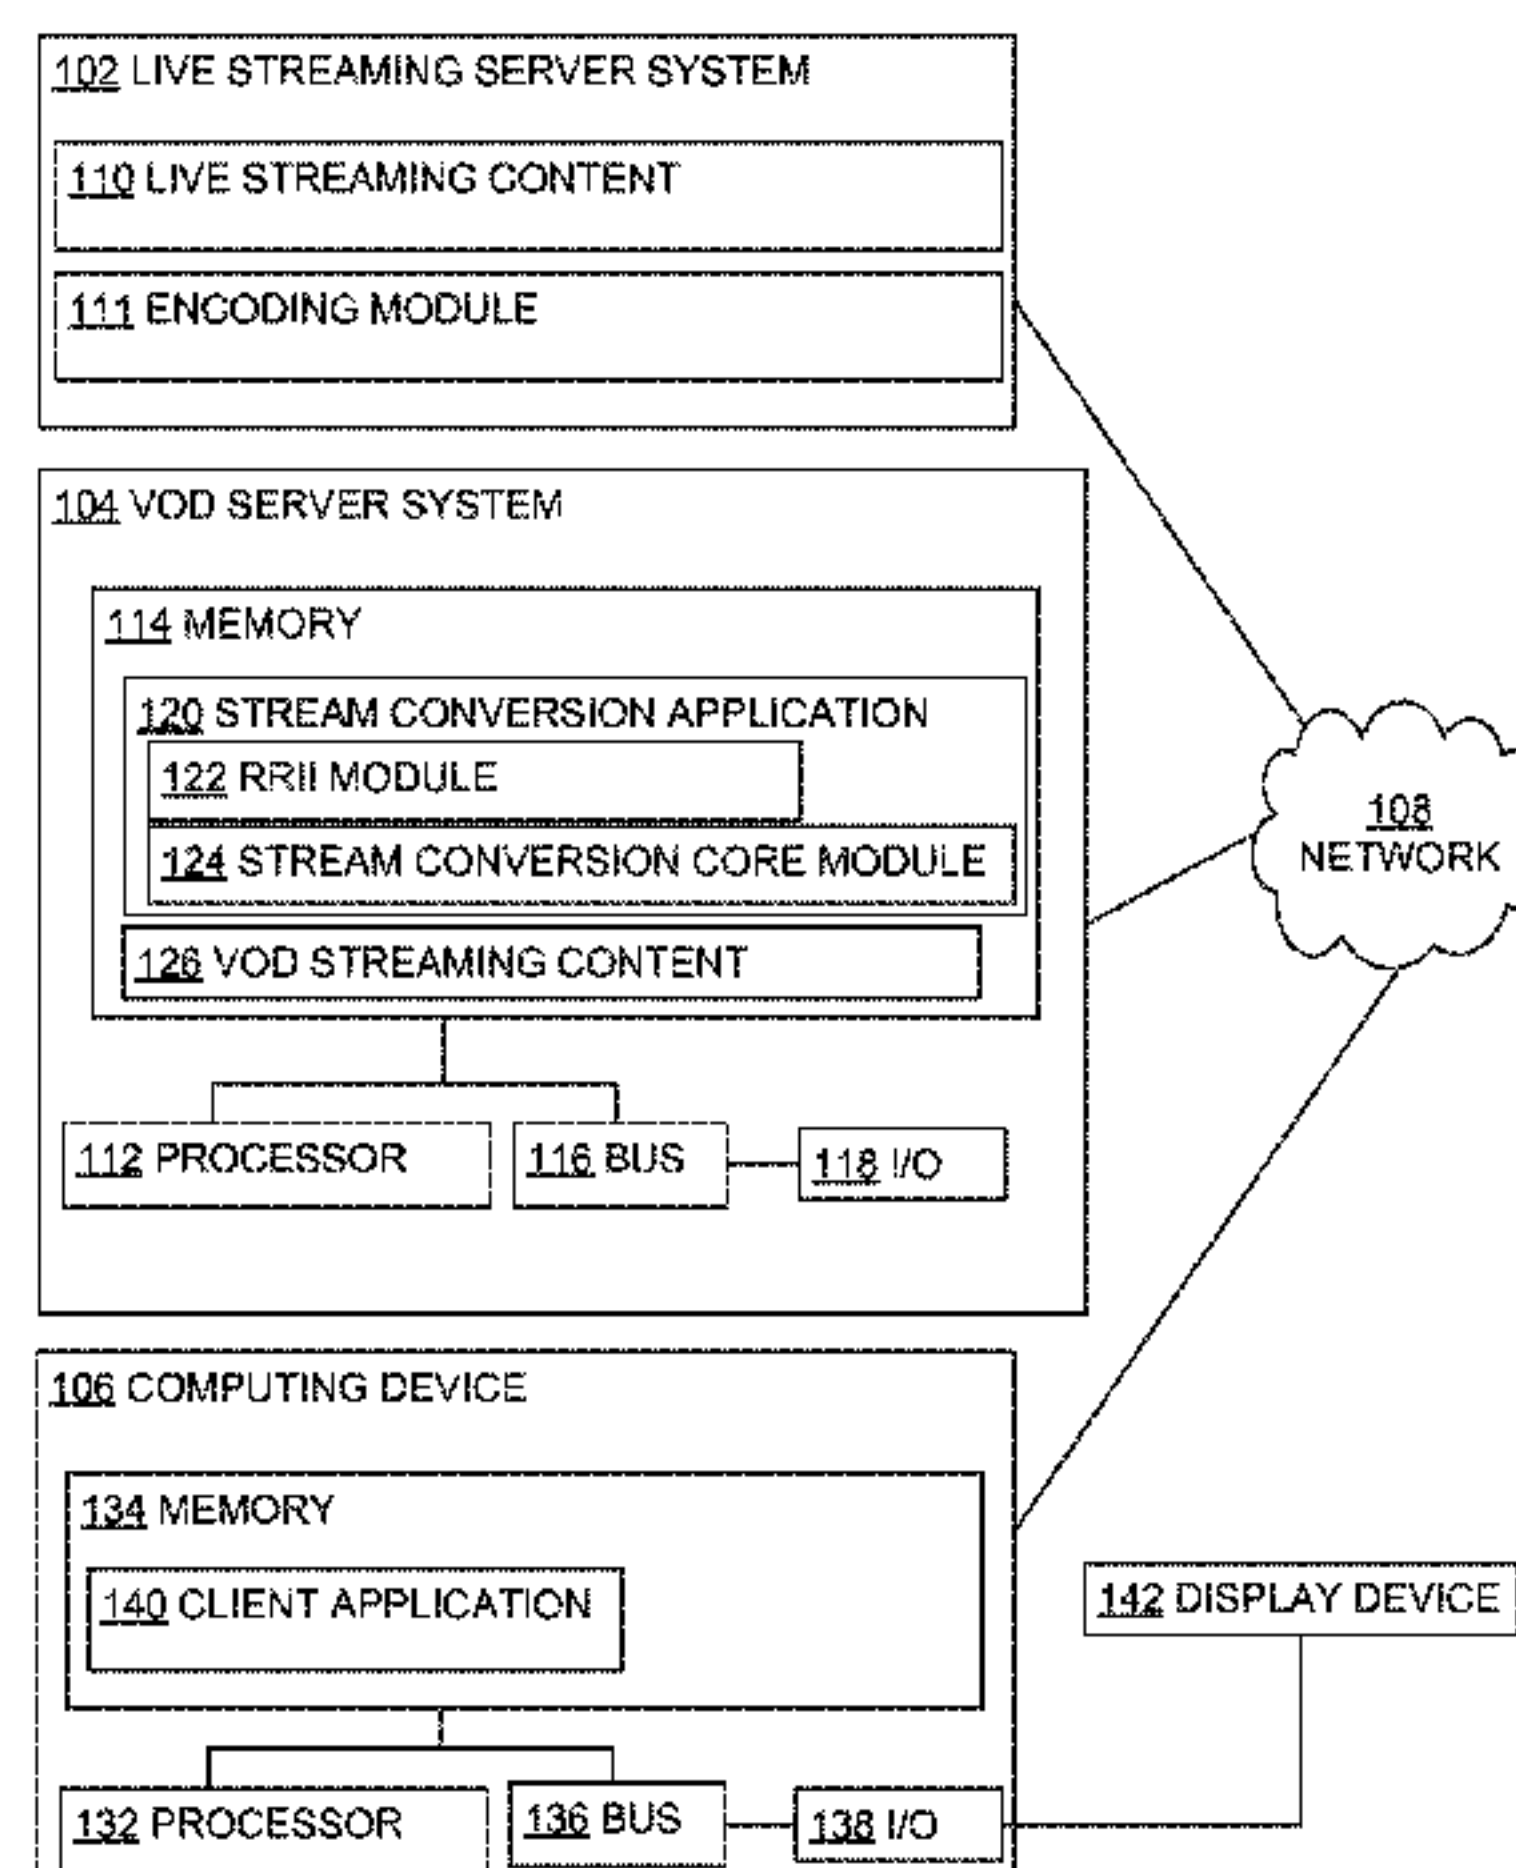 102 LIVE STREAMING SERVER SYSTEM
110 LIVE STREAMING CONTENT
111 ENCODING MODULE
104 VOD SERVER SYSTEM
114 MEMORY
120 STREAM CONVERSION APPLICATION
122 RRII MODULE
124 STREAM CONVERSION CORE MODULE
126 VOD STREAMING CONTENT
112 PROCESSOR
116 BUS
118 I/O
108
NETWORK
106 COMPUTING DEVICE
134 MEMORY
140 CLIENT APPLICATION
142 DISPLAY DEVICE
132 PROCESSOR
136 BUS
138 I/O